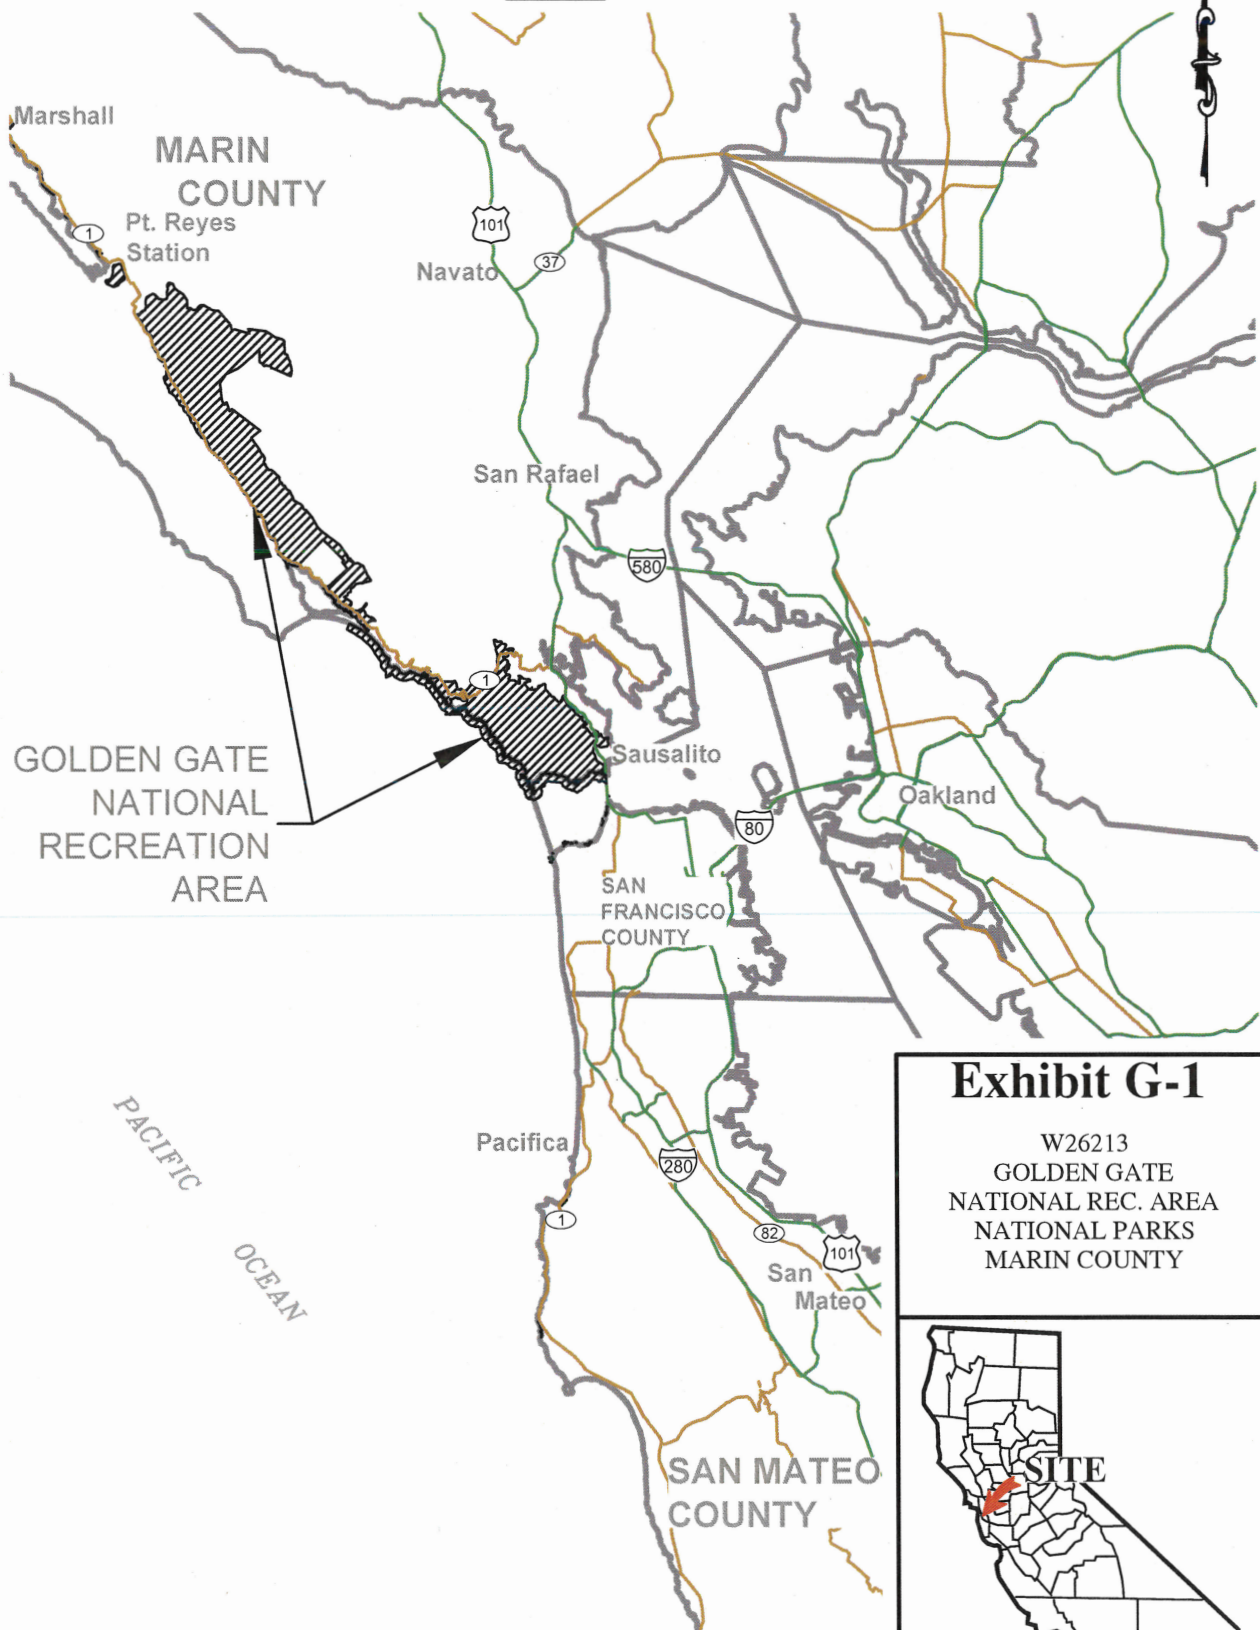 Marshall
MARIN
COUNTY
1
Pt. Reyes
Station
101
Navato
37
San Rafael
580
1
GOLDEN GATE
NATIONAL
RECREATION
AREA
Sausalito
80
Oakland
SAN
FRANCISCO
COUNTY
PACIFIC
OCEAN
Pacifica
280
1
82
101
San
Mateo
SAN MATEO
COUNTY
Exhibit G-1
W26213
GOLDEN GATE
NATIONAL REC. AREA
NATIONAL PARKS
MARIN COUNTY
SITE